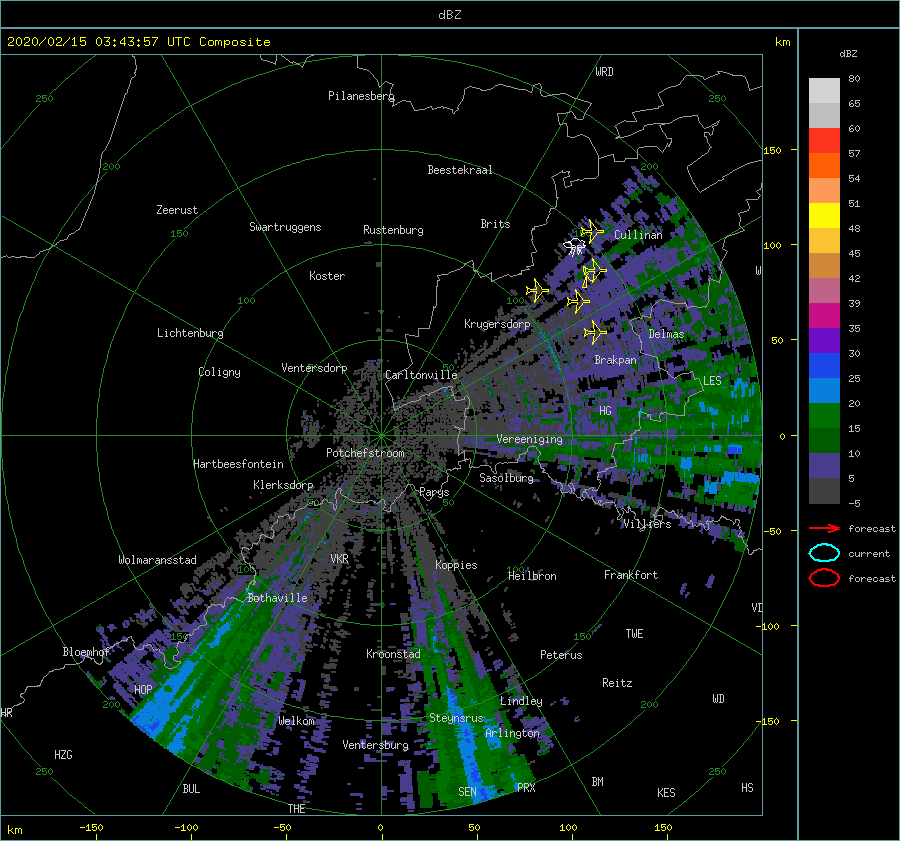 dBZ
2020/02/15 03:43:57 UTC Composite
km
dBZ
WRD
250
250
Pilanesberg
80
65
60
57
54
51
48
45
42
39
35
30
25
20
15
10
5
-5
150
200
Beestekraal
200
Zeerust
150
Swartruggens
Rustenburg
Brits
Cullinan
100
Koster
100
100
Krugersdorp
Delmas
50
Lichtenburg
Coligny
Ventersdorp
Carltonville
Brakpan
LES
HG
Vereeniging
0
Potchefstroom
Hartbeesfontein
Klerksdorp
Sasolburg
Parys
50
50
Villiers
-50
forecast
current
forecast
Wolmaransstad
VKR
Koppies
100
Heilbron
100
Frankfort
Bothaville
VD
-100
150
150
TWE
Bloemhof
Kroonstad
Peterus
Reitz
HOP
Lindley
WD
HR
200
200
Welkom
Steynsrus
-150
Arlington
Ventersburg
HZG
250
250
BUL
SEN
PRX
BM
KES
HS
THE
km
-150
-100
-50
0
50
100
150